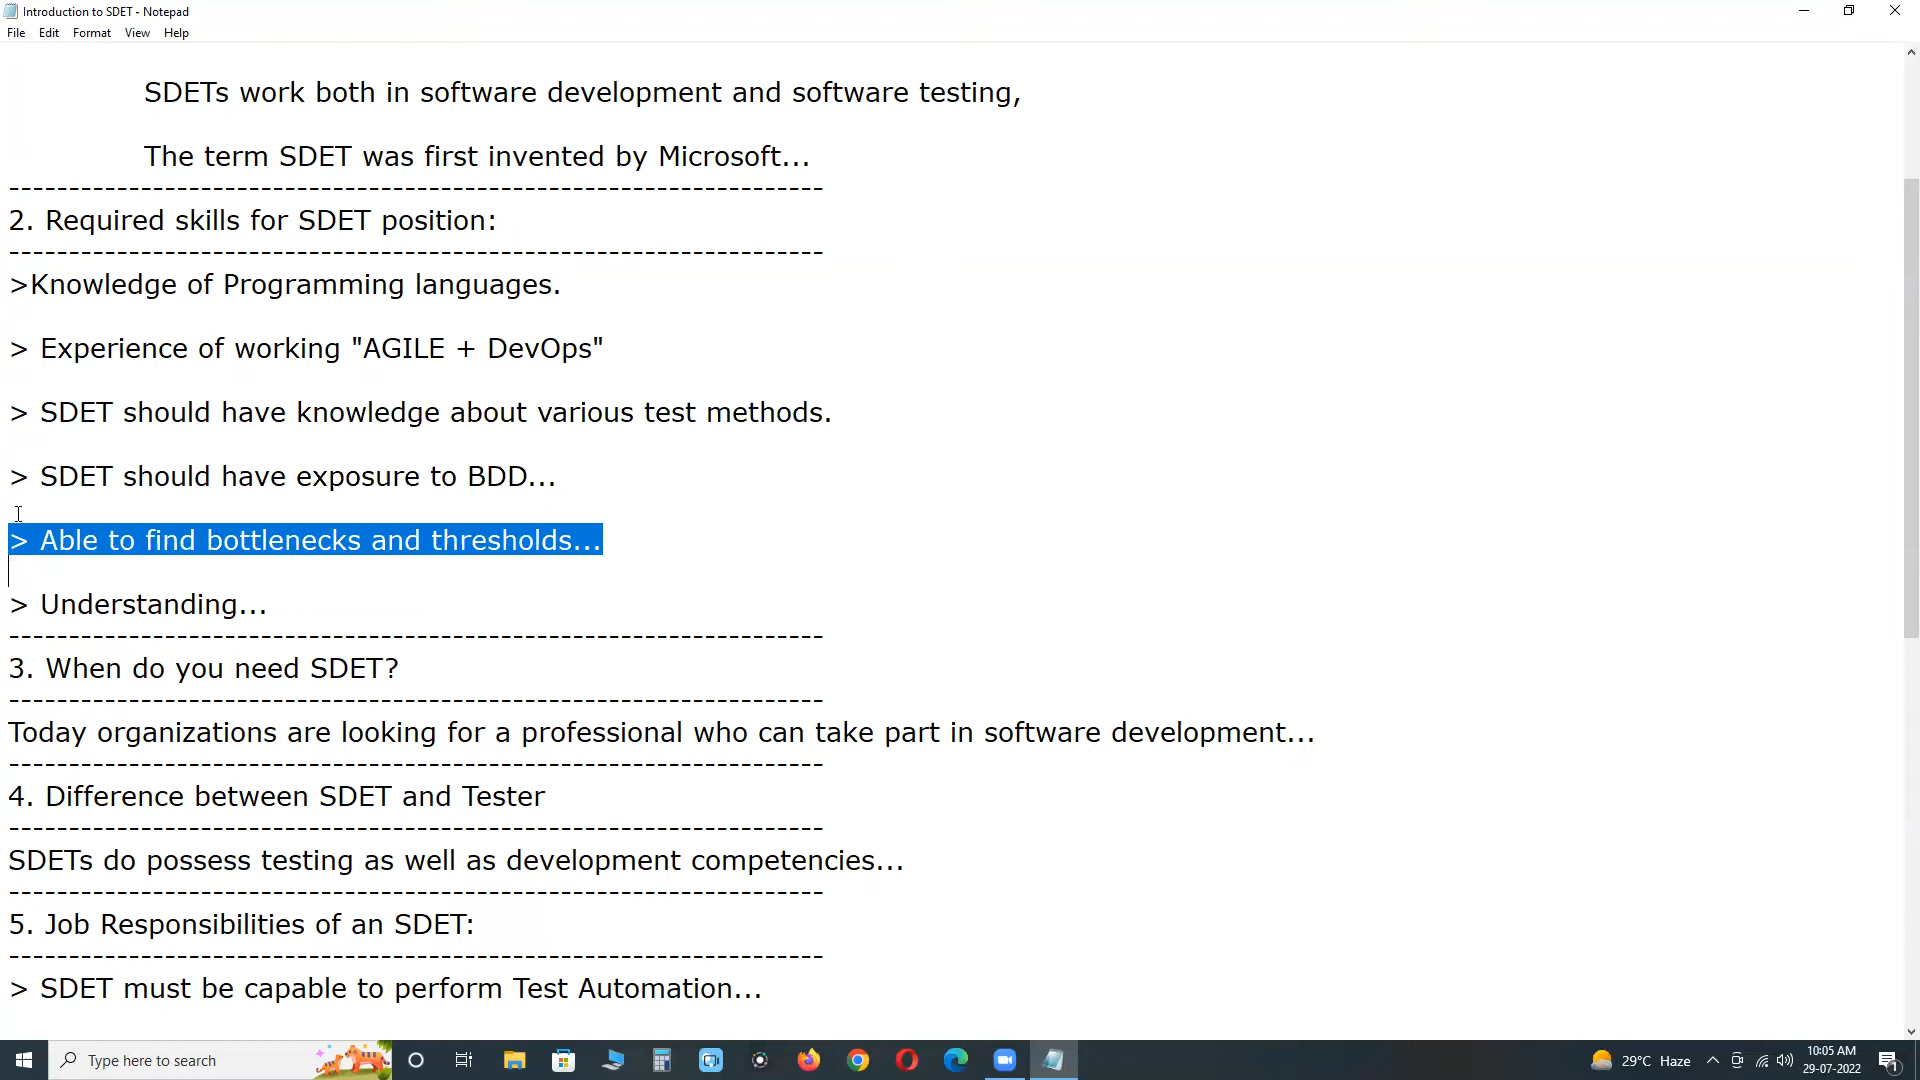 Introduction to SDET - Notepad
File Edit Format View Help
SDETs work both in software development and software testing,
The term SDET was first invented by Microsoft...
--------------------------------------------------------------------
2. Required skills for SDET position:
--------------------------------------------------------------------
>Knowledge of Programming languages.
> Experience of working "AGILE + DevOps"
> SDET should have knowledge about various test methods.
> SDET should have exposure to BDD...
> Able to find bottlenecks and thresholds...
> Understanding...
--------------------------------------------------------------------
3. When do you need SDET?
--------------------------------------------------------------------
Today organizations are looking for a professional who can take part in software development...
--------------------------------------------------------------------
4. Difference between SDET and Tester
--------------------------------------------------------------------
SDETs do possess testing as well as development competencies...
--------------------------------------------------------------------
5. Job Responsibilities of an SDET:
--------------------------------------------------------------------
> SDET must be capable to perform Test Automation...
Type here to search
29°C Haze
10:05 AM
29-07-2022
1